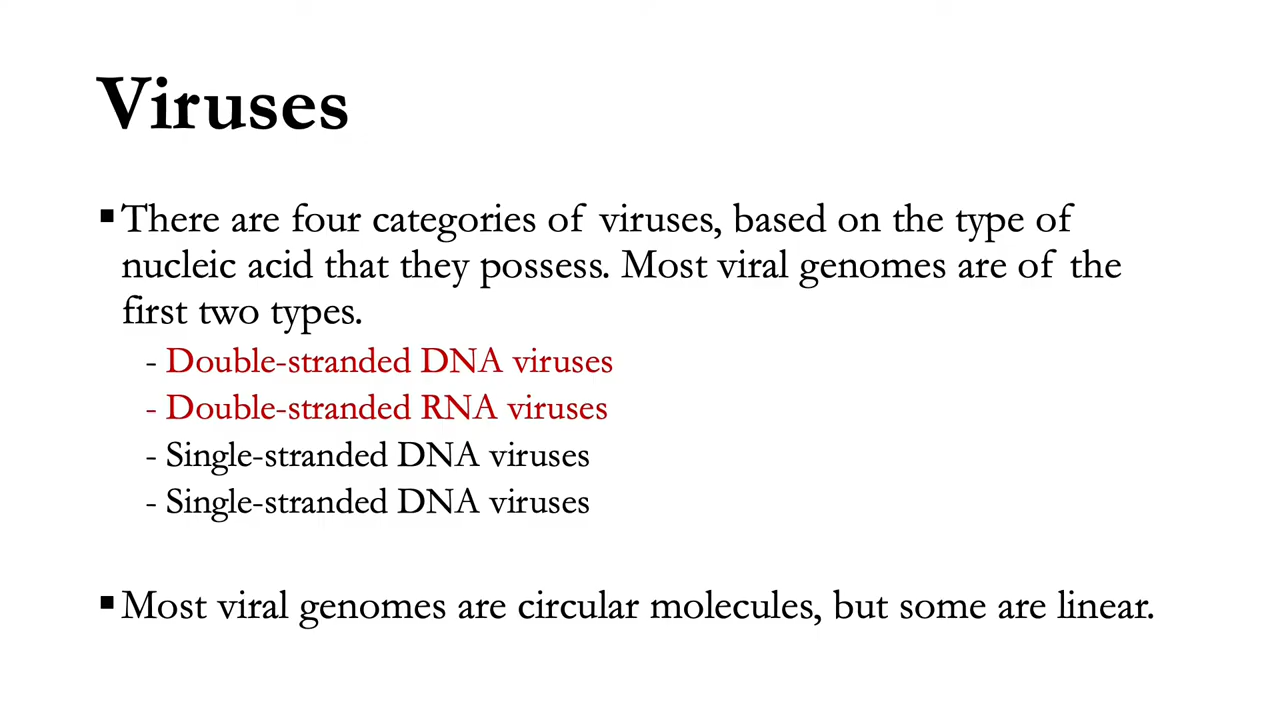 Viruses
▪There are four categories of viruses, based on the type of
nucleic acid that they possess. Most viral genomes are of the
first two types.
- Double-stranded DNA viruses
- Double-stranded RNA viruses
- Single-stranded DNA viruses
- Single-stranded DNA viruses
▪Most viral genomes are circular molecules, but some are linear.